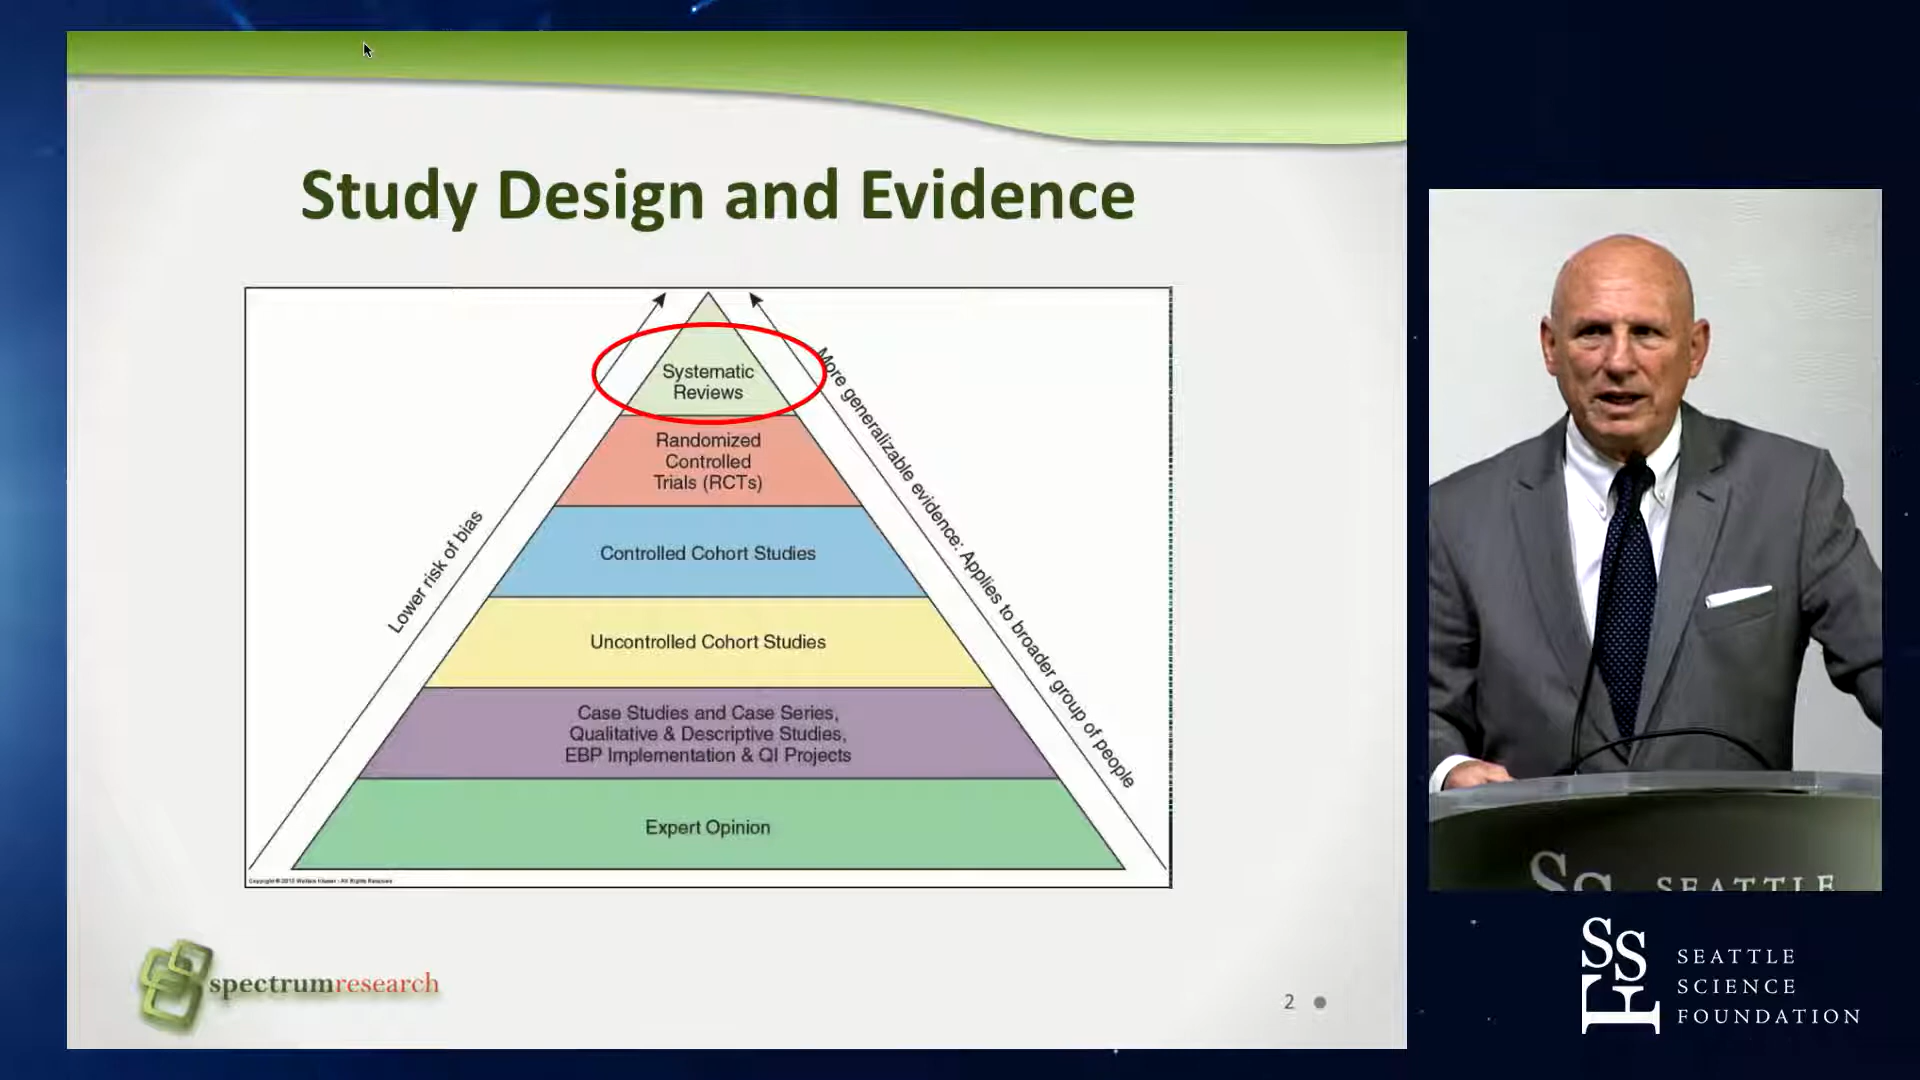 Study Design and Evidence
Systematic
Reviews
Randomized
Controlled
Trials (RCTs)
Controlled Cohort Studies
Uncontrolled Cohort Studies
Case Studies and Case Series,
Qualitative & Descriptive Studies,
EBP Implementation & QI Projects
Expert Opinion
Lower risk of bias
More generalizable evidence: Applies to broader group of people
spectrumresearch
2
SEATTLE
SSF
SEATTLE
SCIENCE
FOUNDATION